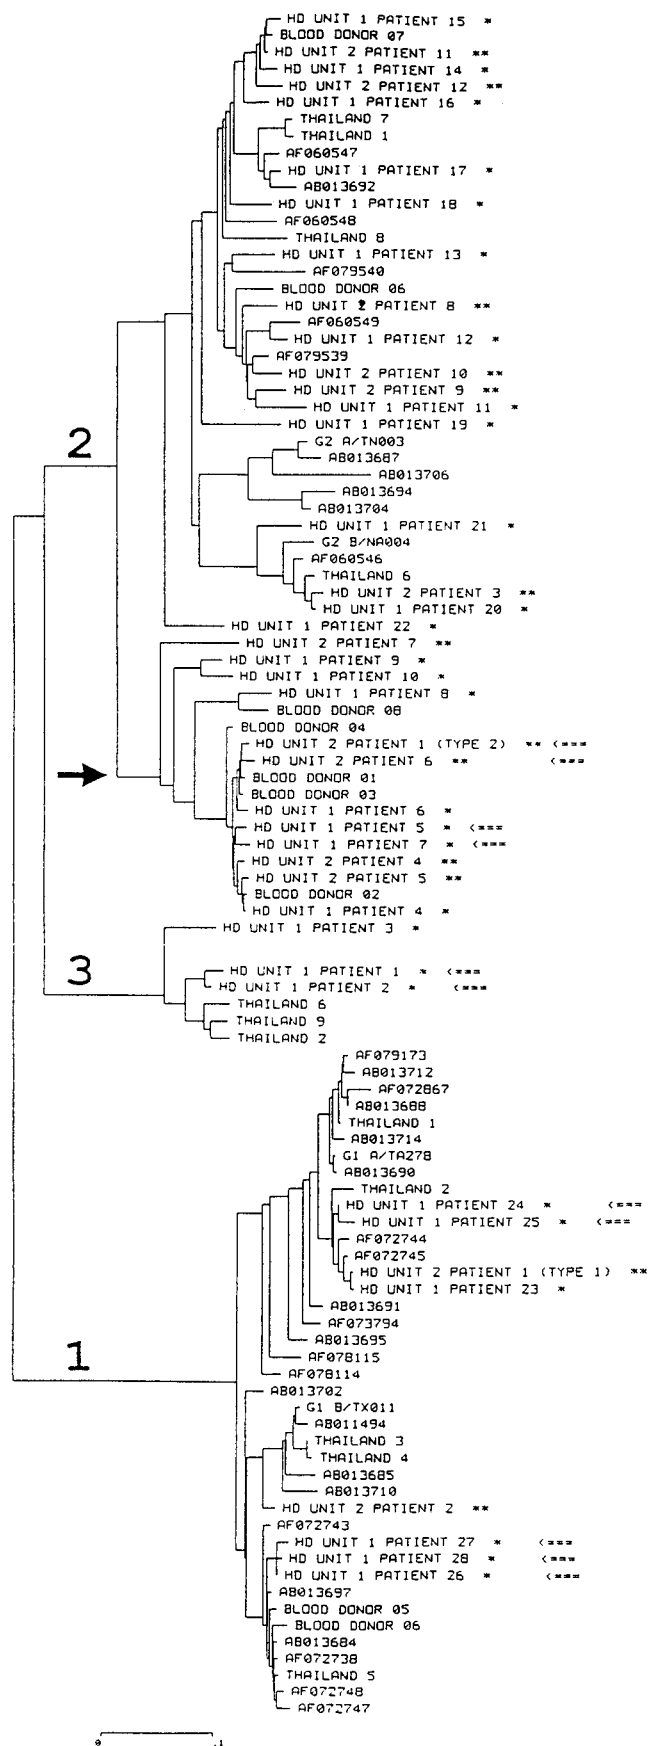 HD UNIT 1 PATIENT 15 *
BLOOD DONOR 07
HD UNIT 2 PATIENT 11 **
HD UNIT 1 PATIENT 14 *
HD UNIT 2 PATIENT 12 **
HD UNIT 1 PATIENT 16 *
THAILAND 7
THAILAND 1
AF060547
HD UNIT 1 PATIENT 17 *
AB013692
HD UNIT 1 PATIENT 18 *
AF060548
THAILAND 8
HD UNIT 1 PATIENT 13 *
AF079540
BLOOD DONOR 06
HD UNIT 2 PATIENT 8 **
AF060549
HD UNIT 1 PATIENT 12 *
AF079539
HD UNIT 2 PATIENT 10 **
HD UNIT 2 PATIENT 9 **
HD UNIT 1 PATIENT 11 *
HD UNIT 1 PATIENT 19 *
2
G2 A/TN003
AB013687
AB013706
AB013694
AB013704
HD UNIT 1 PATIENT 21 *
G2 B/NA004
AF060546
THAILAND 6
HD UNIT 2 PATIENT 3 **
HD UNIT 1 PATIENT 20 *
HD UNIT 1 PATIENT 22 *
HD UNIT 2 PATIENT 7 **
HD UNIT 1 PATIENT 9 *
HD UNIT 1 PATIENT 10 *
HD UNIT 1 PATIENT 8 *
BLOOD DONOR 08
BLOOD DONOR 04
HD UNIT 2 PATIENT 1 (TYPE 2) ** <===
HD UNIT 2 PATIENT 6 ** <===
BLOOD DONOR 01
BLOOD DONOR 03
HD UNIT 1 PATIENT 6 *
HD UNIT 1 PATIENT 5 * <===
HD UNIT 1 PATIENT 7 * <===
HD UNIT 2 PATIENT 4 **
HD UNIT 2 PATIENT 5 **
BLOOD DONOR 02
HD UNIT 1 PATIENT 4 *
HD UNIT 1 PATIENT 3 *
3
HD UNIT 1 PATIENT 1 * <===
HD UNIT 1 PATIENT 2 * <===
THAILAND 6
THAILAND 9
THAILAND 2
AF079173
AB013712
AF072867
AB013688
THAILAND 1
AB013714
G1 A/TA278
AB013690
THAILAND 2
HD UNIT 1 PATIENT 24 * <===
HD UNIT 1 PATIENT 25 * <===
AF072744
AF072745
HD UNIT 2 PATIENT 1 (TYPE 1) **
HD UNIT 1 PATIENT 23 *
AB013691
AF073794
AB013695
1
AF078115
AF078114
AB013702
G1 B/TX011
AB011494
THAILAND 3
THAILAND 4
AB013685
AB013710
HD UNIT 2 PATIENT 2 **
AF072743
HD UNIT 1 PATIENT 27 * <===
HD UNIT 1 PATIENT 28 * <===
HD UNIT 1 PATIENT 26 * <===
AB013697
BLOOD DONOR 05
BLOOD DONOR 06
AB013684
AF072738
THAILAND 5
AF072748
AF072747
0 .1